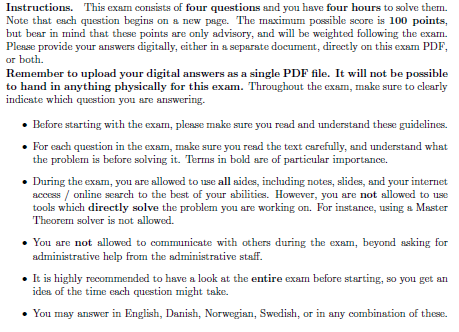 Instructions. This exam consists of four questions and you have four hours to solve them.
Note that each question begins on a new page. The maximum possible score is 100 points,
but bear in mind that these points are only advisory, and will be weighted following the exam.
Please provide your answers digitally, either in a separate document, directly on this exam PDF,
or both.
Remember to upload your digital answers as a single PDF file. It will not be possible
to hand in anything physically for this exam. Throughout the exam, make sure to clearly
indicate which question you are answering.
• Before starting with the exam, please make sure you read and understand these guidelines.
• For each question in the exam, make sure you read the text carefully, and understand what
the problem is before solving it. Terms in bold are of particular importance.
• During the exam, you are allowed to use all aides, including notes, slides, and your internet
access / online search to the best of your abilities. However, you are not allowed to use
tools which directly solve the problem you are working on. For instance, using a Master
Theorem solver is not allowed.
• You are not allowed to communicate with others during the exam, beyond asking for
administrative help from the administrative staff.
• It is highly recommended to have a look at the entire exam before starting, so you get an
idea of the time each question might take.
• You may answer in English, Danish, Norwegian, Swedish, or in any combination of these.